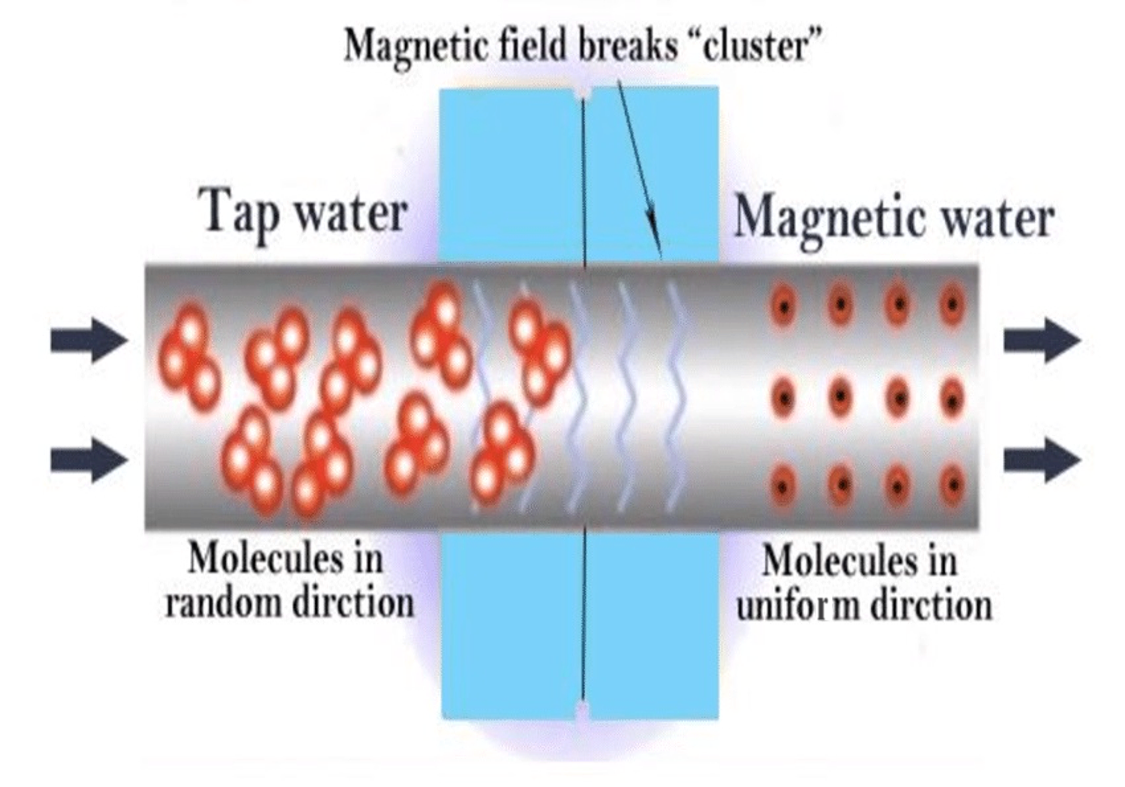 Magnetic field breaks “cluster”
Tap water
Magnetic water
Molecules in
random dirction
Molecules in
uniform dirction